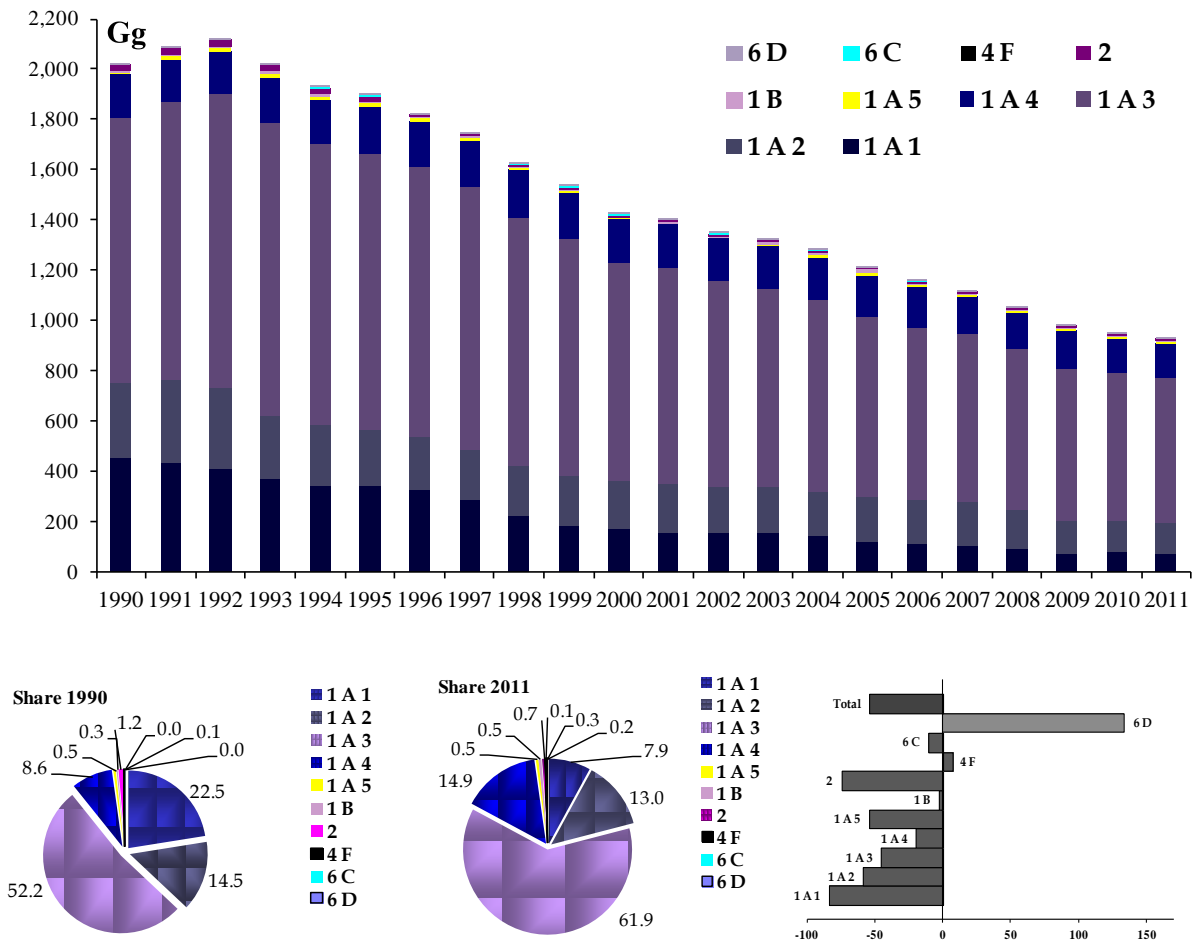 2,200
Gg
2,000
1,800
1,600
1,400
1,200
1,000
800
600
400
200
0
6 D 6 C 4 F 2
1 B 1 A 5 1 A 4 1 A 3
1 A 2 1 A 1
1990 1991 1992 1993 1994 1995 1996 1997 1998 1999 2000 2001 2002 2003 2004 2005 2006 2007 2008 2009 2010 2011
Share 1990
0.5
0.3
1.2
0.0
0.1
0.0
8.6
22.5
14.5
52.2
1 A 1
1 A 2
1 A 3
1 A 4
1 A 5
1 B
2
4 F
6 C
6 D
Share 2011
0.5
0.5
0.7
0.1
0.3
0.2
7.9
14.9
13.0
61.9
1 A 1
1 A 2
1 A 3
1 A 4
1 A 5
1 B
2
4 F
6 C
6 D
Total
6 D
6 C
4 F
2
1 B
1 A 5
1 A 4
1 A 3
1 A 2
1 A 1
-100 -50 0 50 100 150